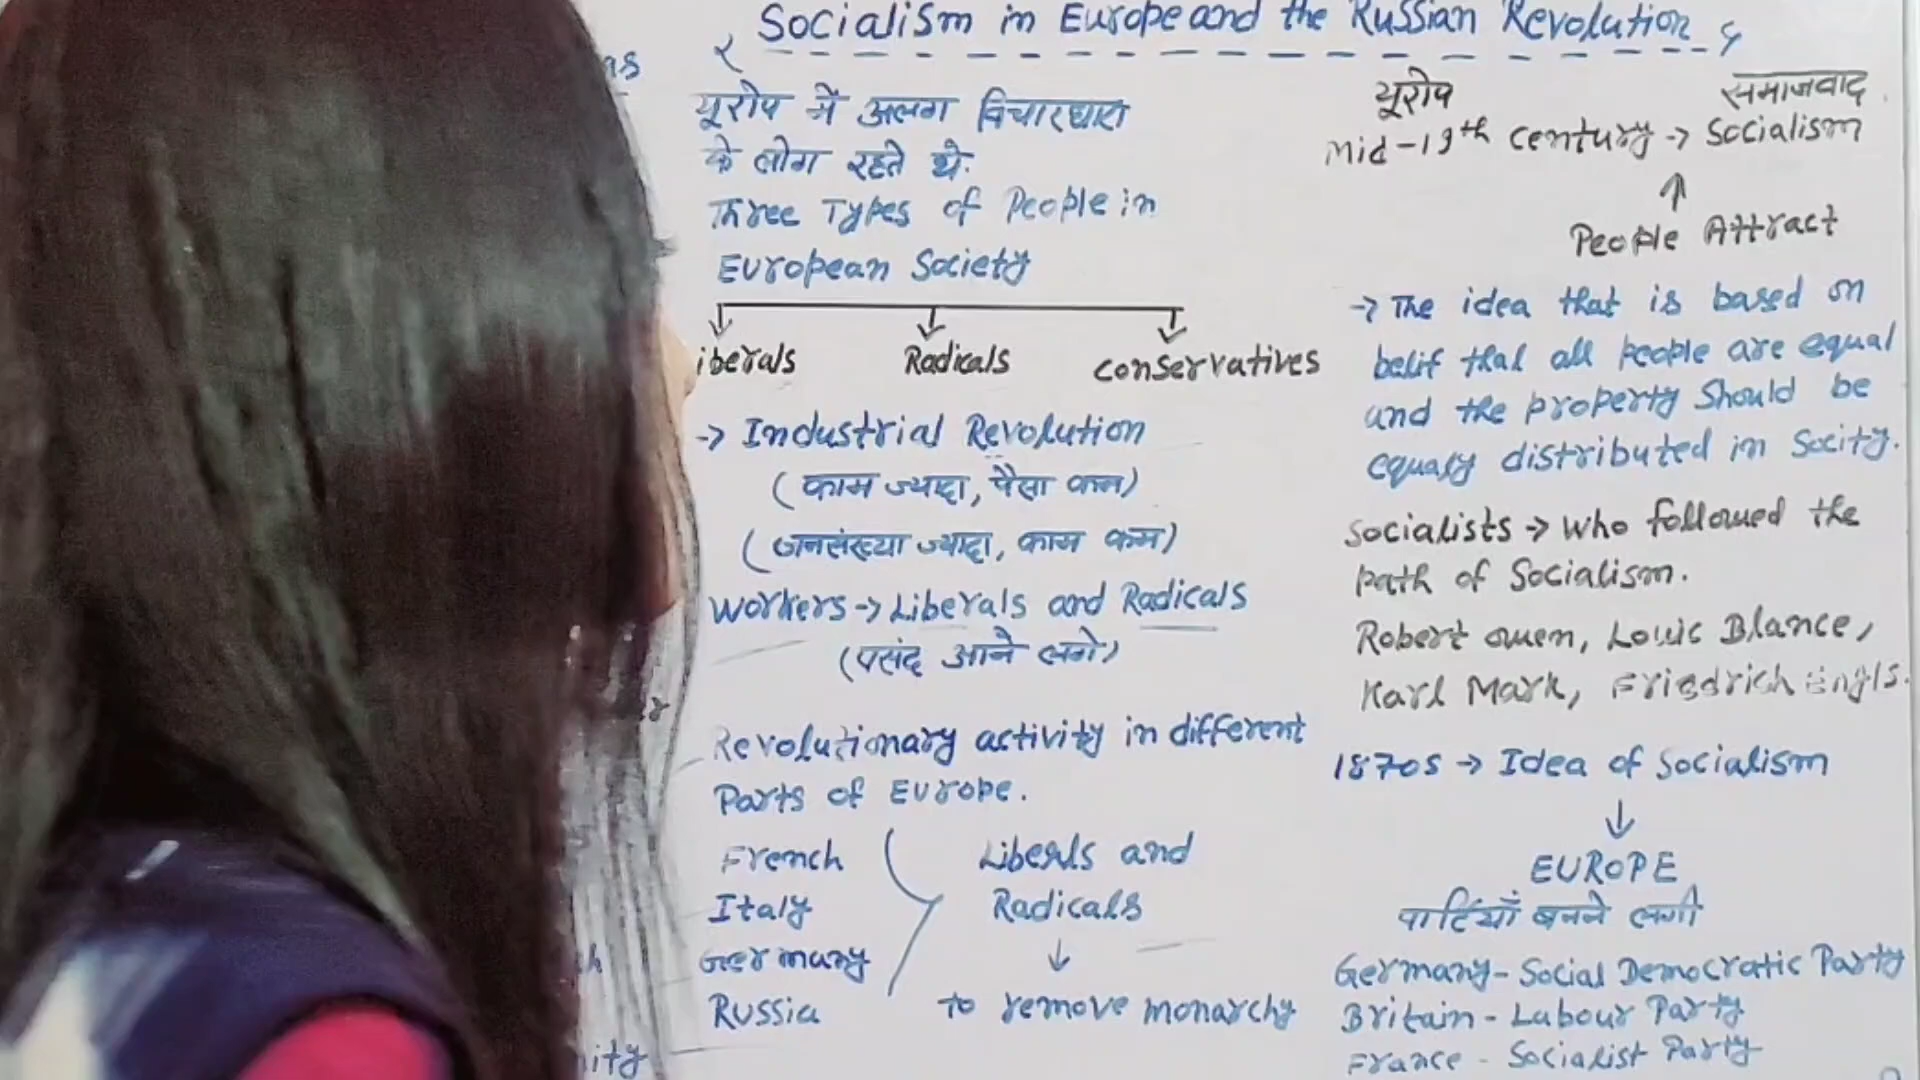 Socialism in Europe and the Russian Revolution
यूरोप में अलग विचारधारा
के लोग रहते थे.
Three Types of People in
European Society
iberals Radicals conservatives
-> Industrial Revolution
(काम ज्यादा, पैसा कम)
(जनसंख्या ज्यादा, काम कम)
Workers -> Liberals and Radicals
(पसंद आने लगे)
Revolutionary activity in different
Parts of Europe.
French
Italy
Germany
Russia
Liberls and
Radicals
↓
to remove monarchy
यूरोप समाजवाद
Mid-19th century -> Socialism
↑
People Attract
-> The idea that is based on
belif that all people are equal
and the property Should be
equaly distributed in Socity.
Socialists -> Who followed the
path of Socialism.
Robert owen, Louic Blance,
Karl Mark, Friedrich Engls.
1870s -> Idea of Socialism
↓
EUROPE
पार्टियाँ बनने लगी
Germany - Social Democratic Party
Britain - Labour Party
France - Socialist Party